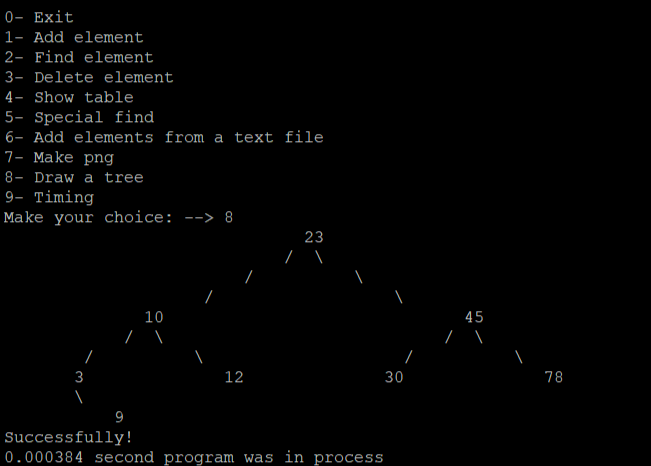 0- Exit
1- Add element
2- Find element
3- Delete element
4- Show table
5- Special find
6- Add elements from a text file
7- Make png
8- Draw a tree
9- Timing
Make your choice: --> 8
23
/ \
/ \
/ \
10 45
/ \ / \
/ \ / \
3 12 30 78
\
9
Successfully!
0.000384 second program was in process